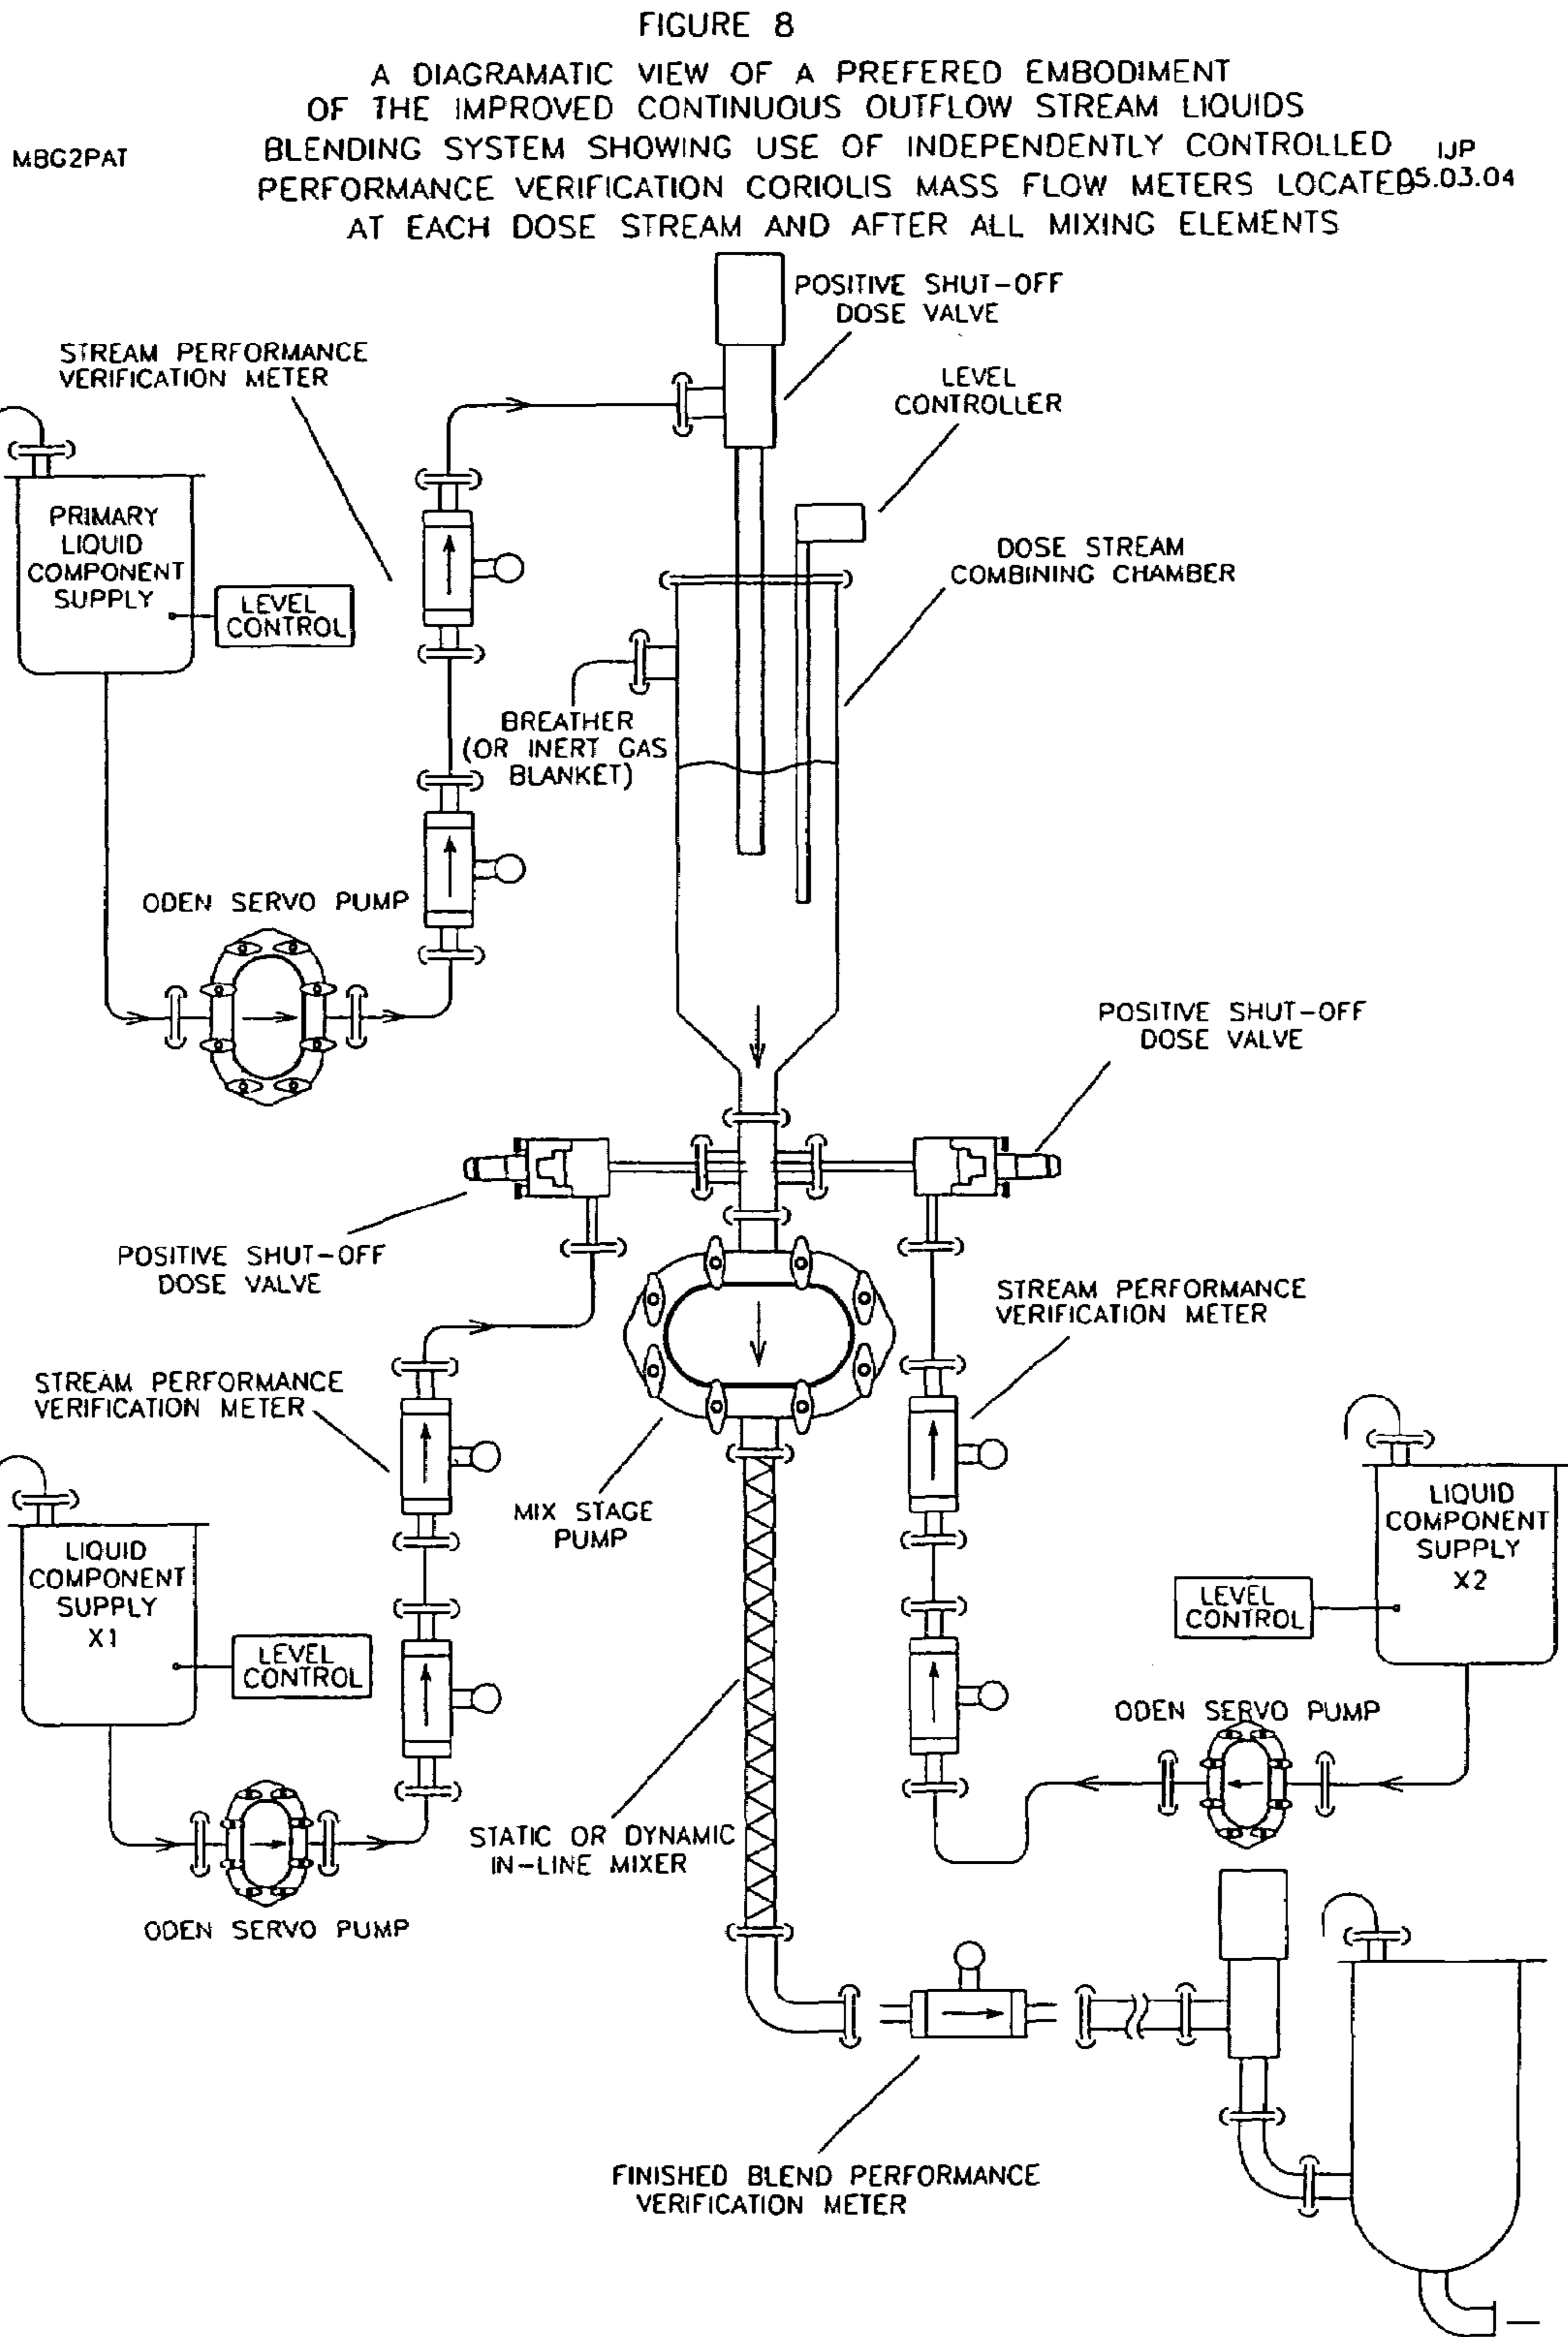 FIGURE 8
A DIAGRAMATIC VIEW OF A PREFERED EMBODIMENT
OF THE IMPROVED CONTINUOUS OUTFLOW STREAM LIQUIDS
BLENDING SYSTEM SHOWING USE OF INDEPENDENTLY CONTROLLED
PERFORMANCE VERIFICATION CORIOLIS MASS FLOW METERS LOCATED
AT EACH DOSE STREAM AND AFTER ALL MIXING ELEMENTS
MBG2PAT
IJP
05.03.04
POSITIVE SHUT-OFF
DOSE VALVE
STREAM PERFORMANCE
VERIFICATION METER
LEVEL
CONTROLLER
PRIMARY
LIQUID
COMPONENT
SUPPLY
LEVEL
CONTROL
DOSE STREAM
COMBINING CHAMBER
BREATHER
(OR INERT GAS
BLANKET)
ODEN SERVO PUMP
POSITIVE SHUT-OFF
DOSE VALVE
POSITIVE SHUT-OFF
DOSE VALVE
STREAM PERFORMANCE
VERIFICATION METER
STREAM PERFORMANCE
VERIFICATION METER
MIX STAGE
PUMP
LIQUID
COMPONENT
SUPPLY
X1
LEVEL
CONTROL
LIQUID
COMPONENT
SUPPLY
X2
LEVEL
CONTROL
ODEN SERVO PUMP
STATIC OR DYNAMIC
IN-LINE MIXER
ODEN SERVO PUMP
FINISHED BLEND PERFORMANCE
VERIFICATION METER